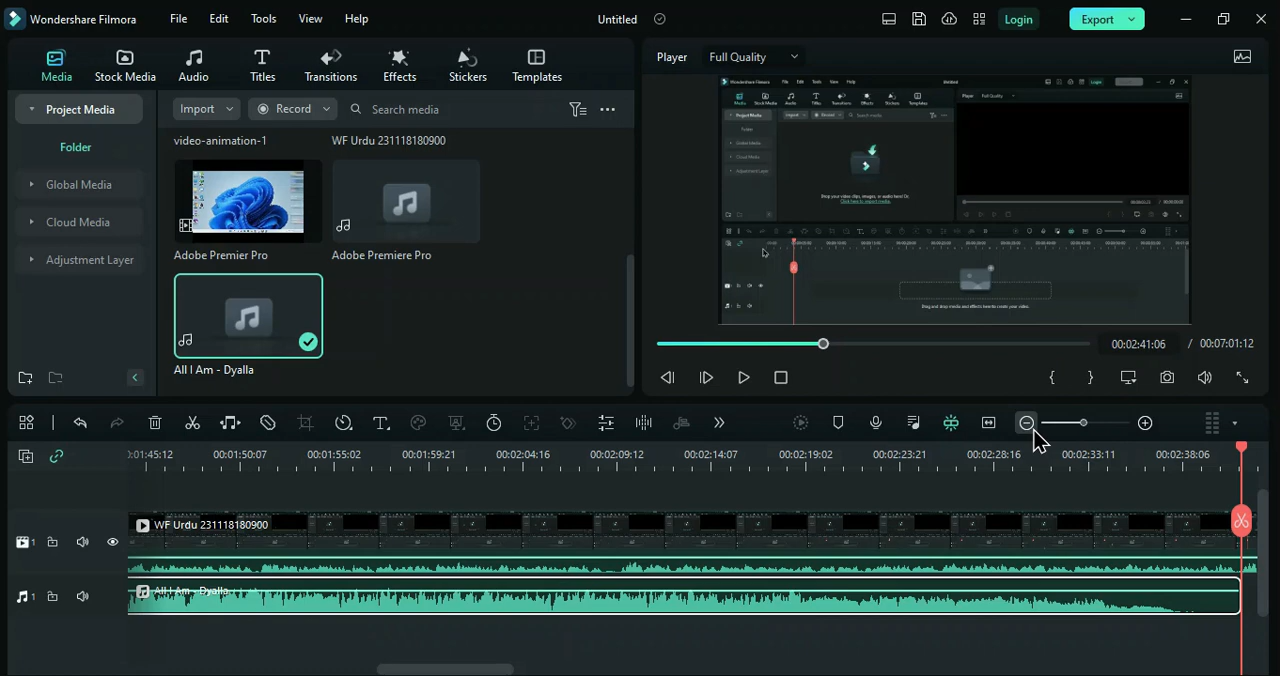 Wondershare Filmora File Edit Tools View Help Untitled Login Export
Media Stock Media Audio Titles Transitions Effects Stickers Templates
Player Full Quality
Project Media
Import Record Search media
Folder
Global Media
Cloud Media
Adjustment Layer
video-animation-1 WF Urdu 231118180900
Adobe Premier Pro Adobe Premiere Pro
All I Am - Dyalla
00:02:41:06 / 00:07:01:12
:01:45:12 00:01:50:07 00:01:55:02 00:01:59:21 00:02:04:16 00:02:09:12 00:02:14:07 00:02:19:02 00:02:23:21 00:02:28:16 00:02:33:11 00:02:38:06
WF Urdu 231118180900
1
All I Am - Dyalla
1